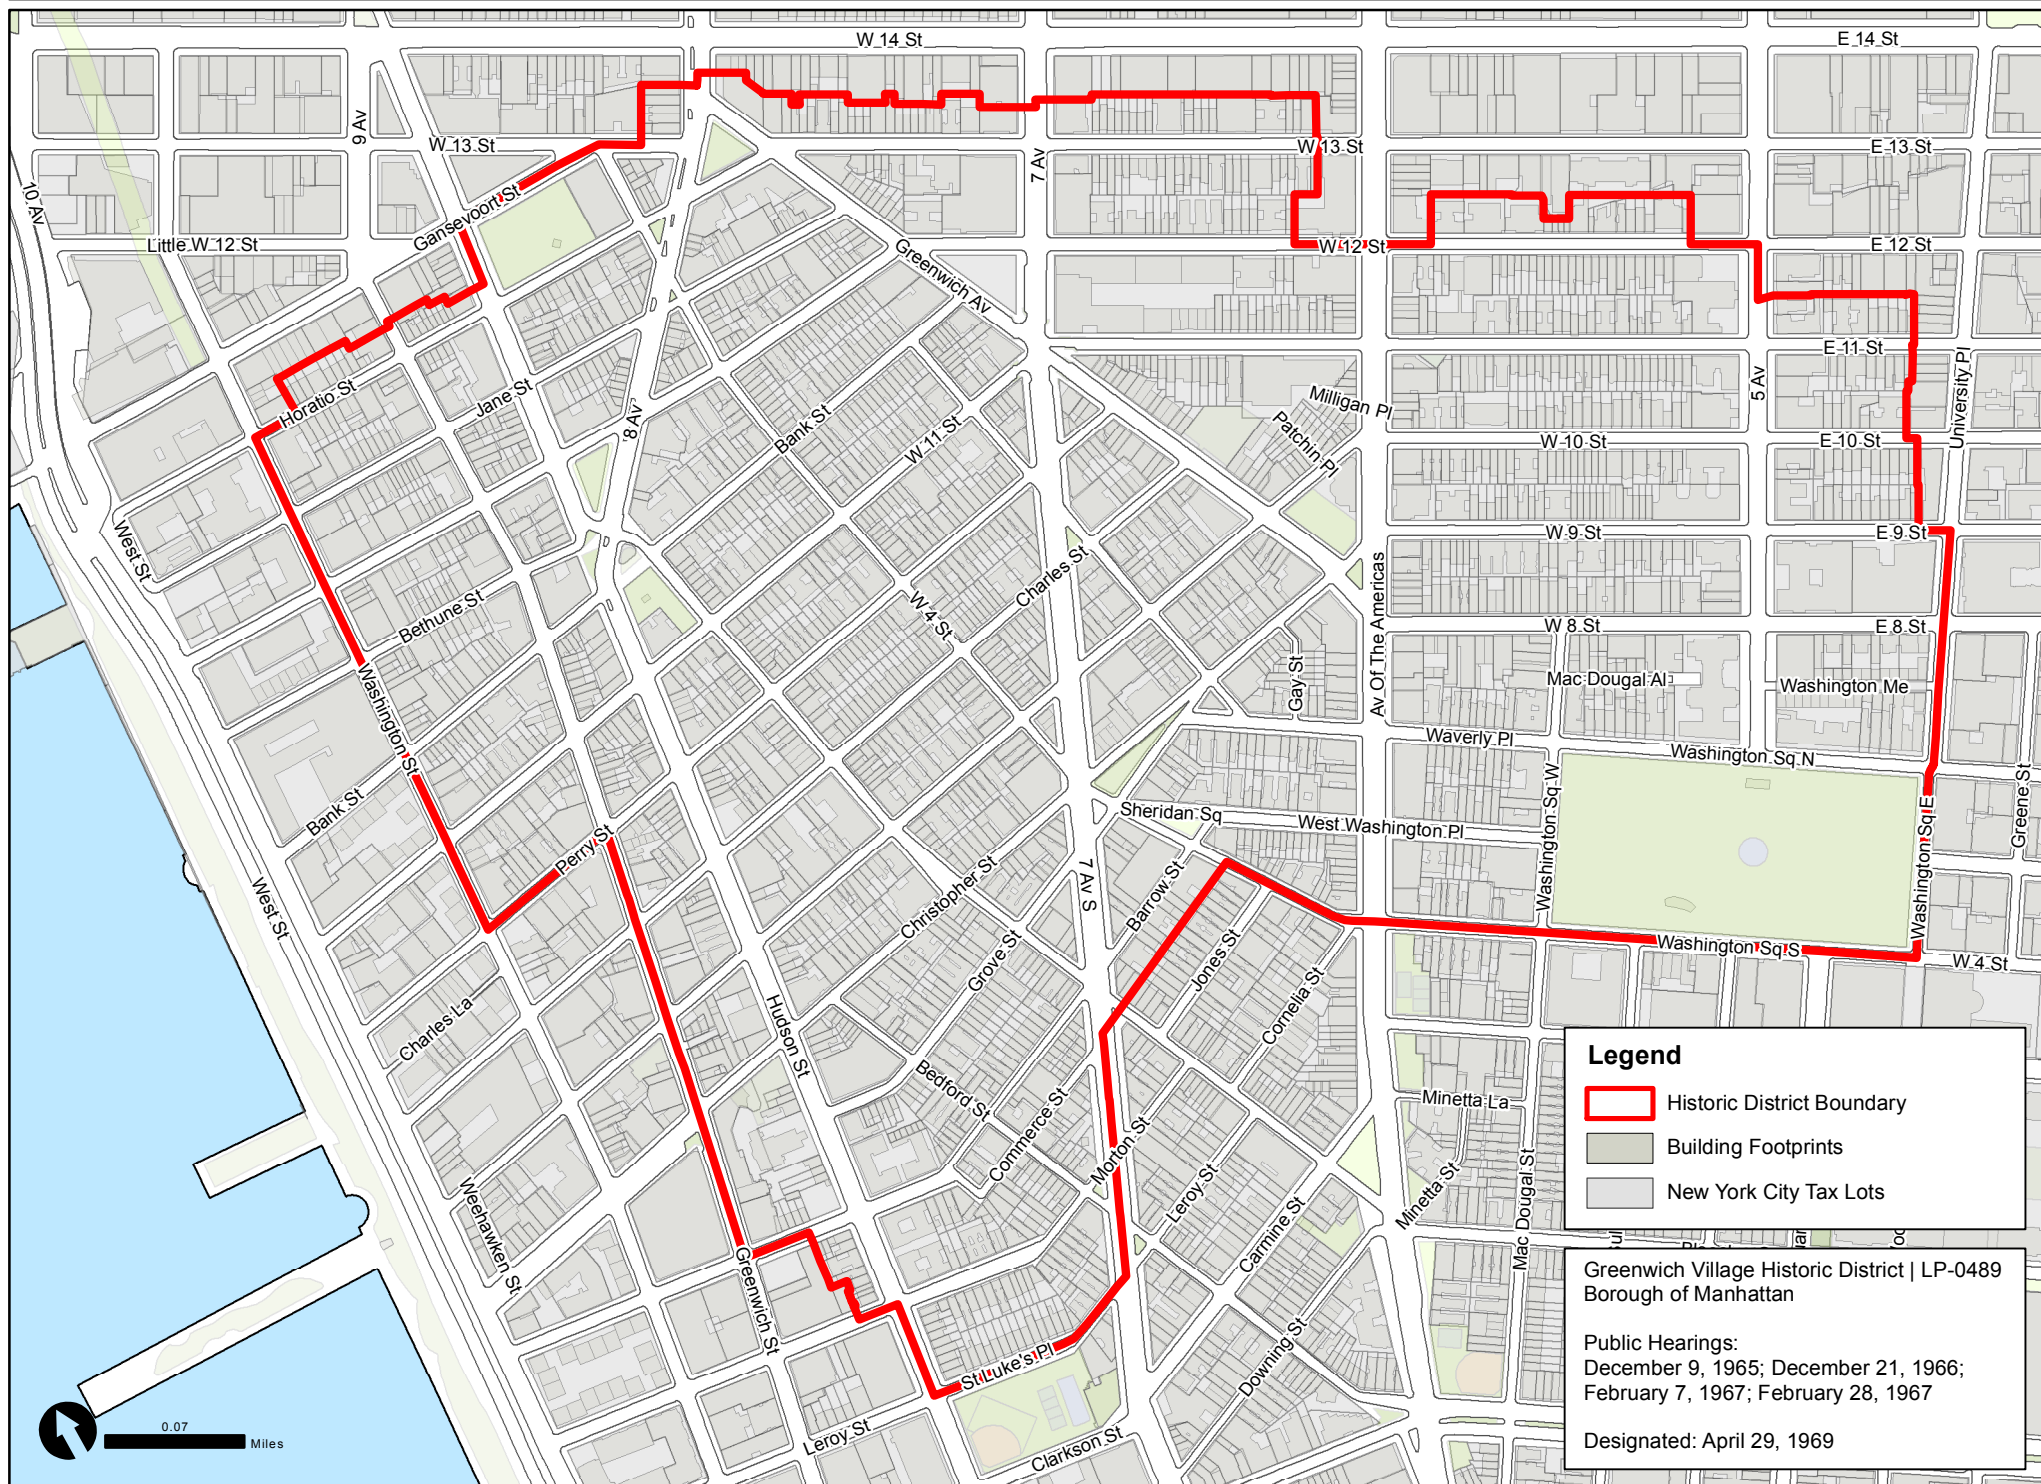 W 14 St
E 14 St
9 Av
W 13 St
7 Av
W 13 St
E 13 St
10 Av
Gansevoort St
Little W 12 St
Greenwich Av
W 12 St
E 12 St
E 11 St
University Pl
5 Av
Horatio St
Jane St
8 Av
Bank St
W 11 St
Milligan Pl
Patchin Pl
W 10 St
E 10 St
West St
W 9 St
E 9 St
Charles St
Av Of The Americas
Bethune St
W 4 St
W 8 St
E 8 St
Gay St
Mac Dougal Al
Washington Me
Washington St
Waverly Pl
Washington Sq N
Bank St
Washington Sq W
Greene St
Sheridan Sq
West Washington Pl
Washington Sq E
Perry St
West St
7 Av S
Barrow St
Christopher St
Grove St
Jones St
Washington Sq S
W 4 St
Charles La
Hudson St
Cornelia St
Bedford St
Commerce St
Minetta La
Morton St
Weehawken St
Leroy St
Minetta St
Mac Dougal St
Carmine St
Greenwich St
St Luke's Pl
Downing St
Leroy St
Clarkson St
Legend
Historic District Boundary
Building Footprints
New York City Tax Lots
Greenwich Village Historic District | LP-0489
Borough of Manhattan
Public Hearings:
December 9, 1965; December 21, 1966;
February 7, 1967; February 28, 1967
Designated: April 29, 1969
0.07
Miles